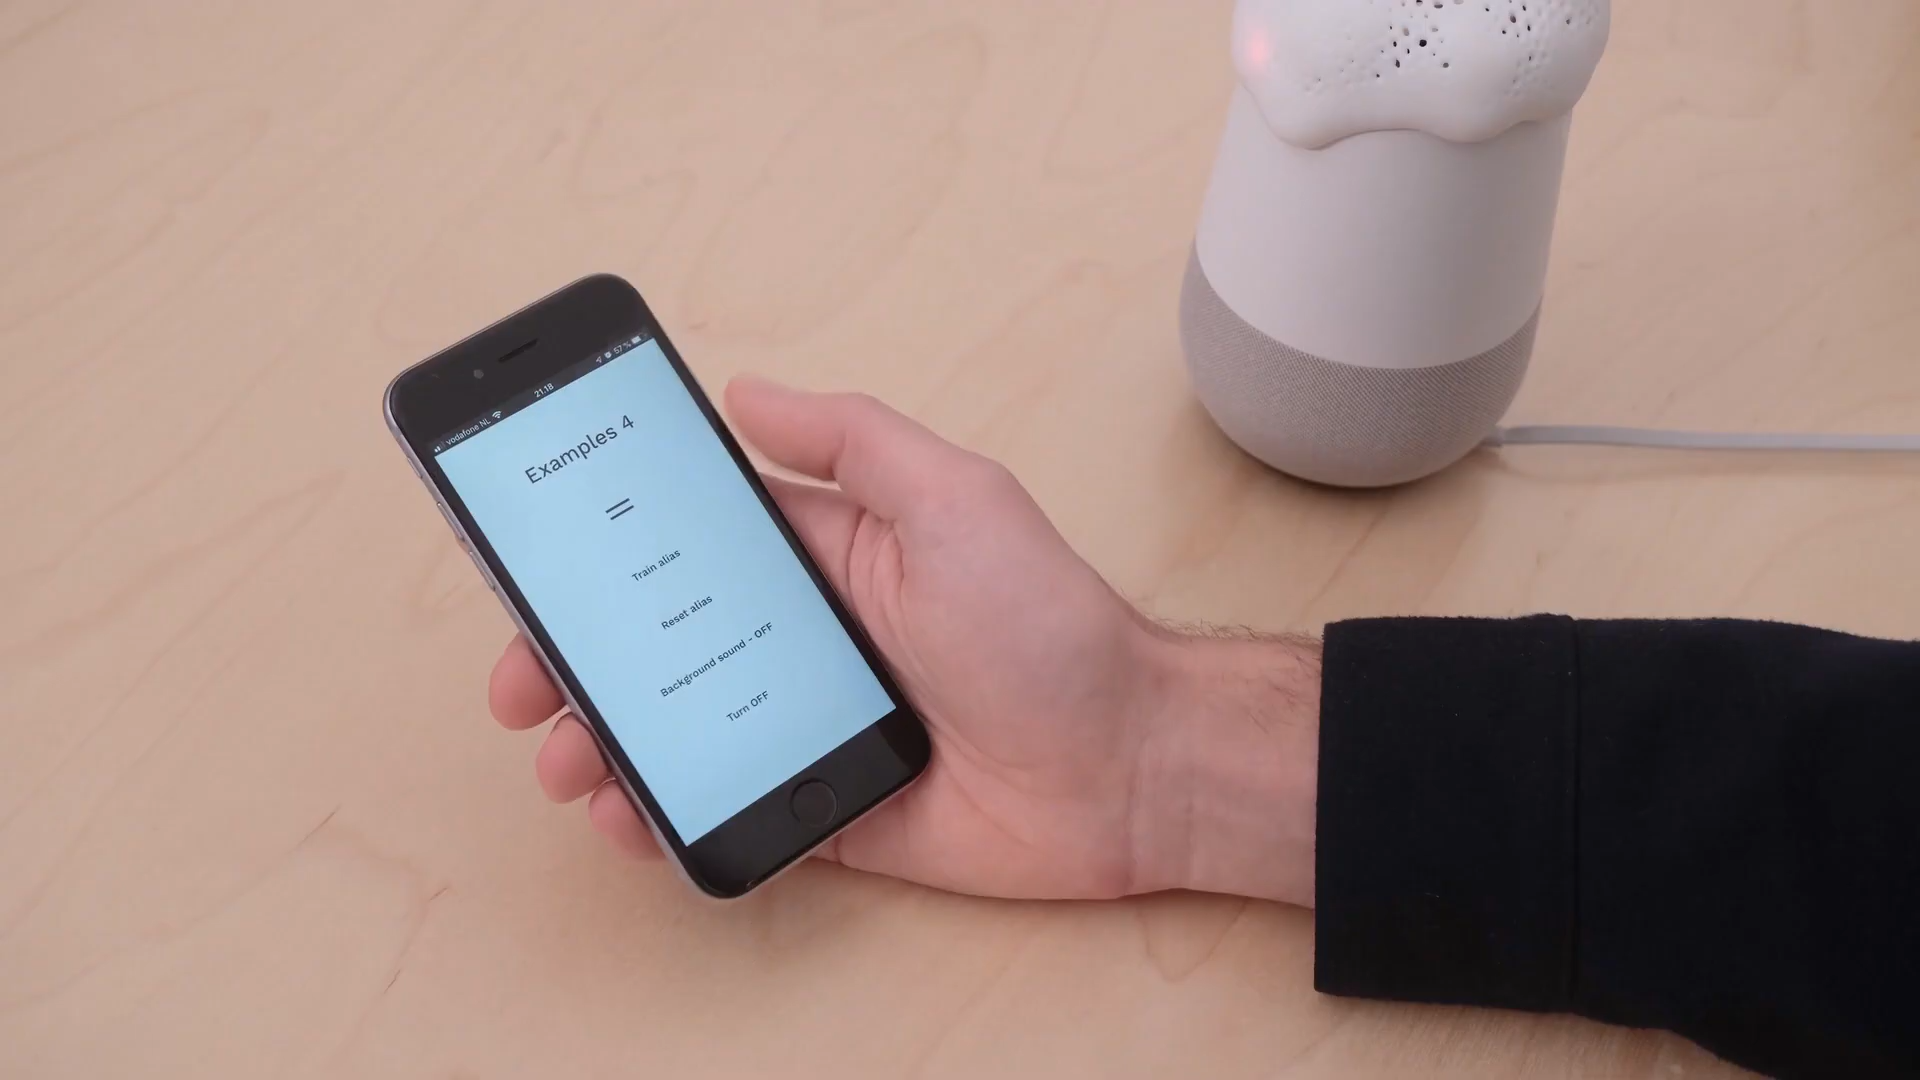 vodafone NL 21.18 57 %
Examples 4
Train alias
Reset alias
Background sound - OFF
Turn OFF